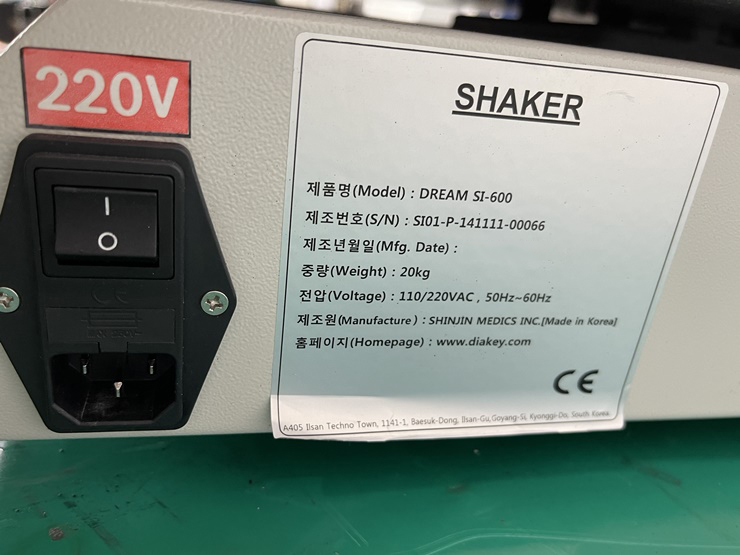 220V
SHAKER
제품명(Model) : DREAM SI-600
제조번호(S/N) : SI01-P-141111-00066
제조년월일(Mfg. Date) :
중량(Weight) : 20kg
전압(Voltage) : 110/220VAC , 50Hz~60Hz
제조원(Manufacture) : SHINJIN MEDICS INC.[Made in Korea]
홈페이지(Homepage) : www.diakey.com
CE
A405 Ilsan Techno Town, 1141-1, Baesuk-Dong, Ilsan-Gu,Goyang-Si, Kyonggi-Do, South Korea.